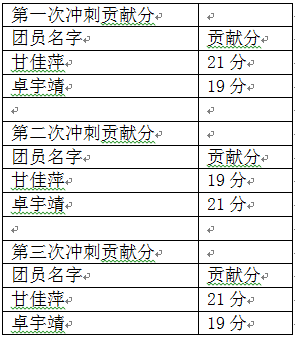 第一次冲刺贡献分
团员名字 贡献分
甘佳萍 21 分
卓宇靖 19 分
第二次冲刺贡献分
团员名字 贡献分
甘佳萍 19 分
卓宇靖 21 分
第三次冲刺贡献分
团员名字 贡献分
甘佳萍 21 分
卓宇靖 19 分